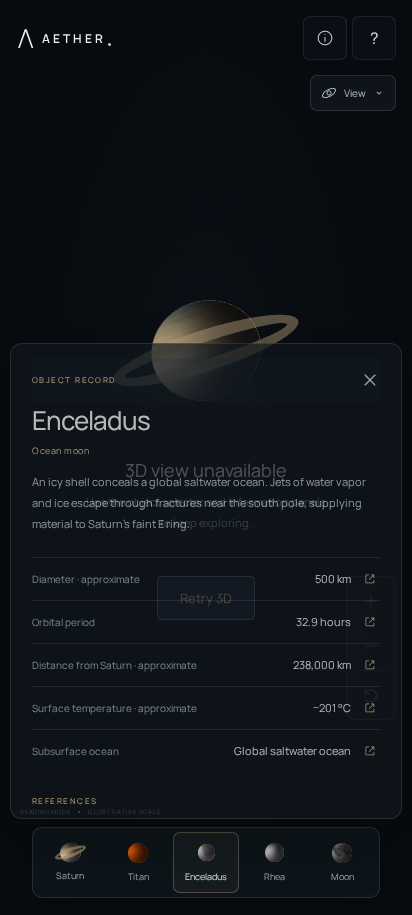 AETHER.
?
View
OBJECT RECORD
Enceladus
Ocean moon
3D view unavailable
An icy shell conceals a global saltwater ocean. Jets of water vapor
and ice escape through fractures near the south pole, supplying
material to Saturn's faint E ring.
exploring.
Diameter · approximate 500 km
Retry 3D
Orbital period 32.9 hours
Distance from Saturn · approximate 238,000 km
Surface temperature · approximate −201 °C
Subsurface ocean Global saltwater ocean
REFERENCES
READING MODE • ILLUSTRATIVE SCALE
Saturn Titan Enceladus Rhea Moon